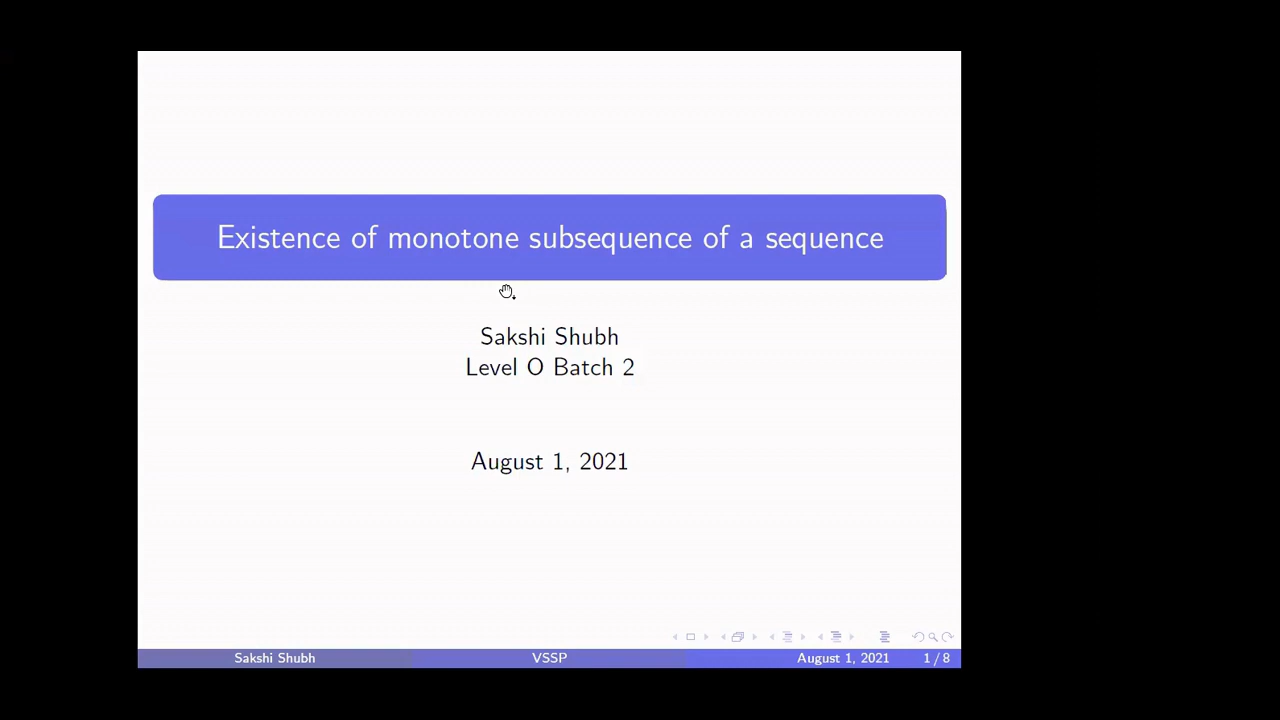 Existence of monotone subsequence of a sequence
Sakshi Shubh
Level O Batch 2
August 1, 2021
Sakshi Shubh VSSP August 1, 2021 1 / 8